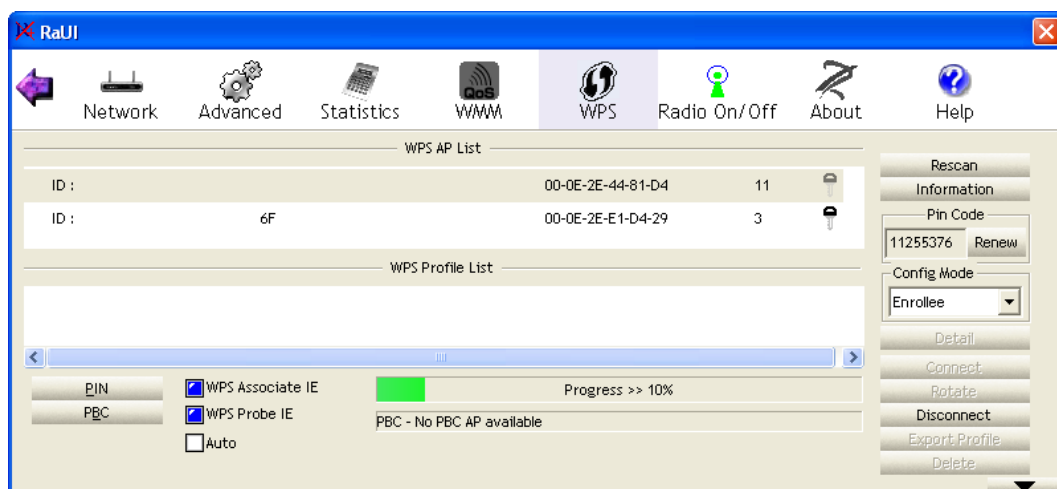 RaUI
Network Advanced Statistics QoS WMM WPS Radio On/Off About Help
WPS AP List
ID : 00-0E-2E-44-81-D4 11
ID : 6F 00-0E-2E-E1-D4-29 3
WPS Profile List
PIN
PBC
WPS Associate IE
WPS Probe IE
Auto
Progress >> 10%
PBC - No PBC AP available
Rescan
Information
Pin Code
11255376 Renew
Config Mode
Enrollee
Detail
Connect
Rotate
Disconnect
Export Profile
Delete